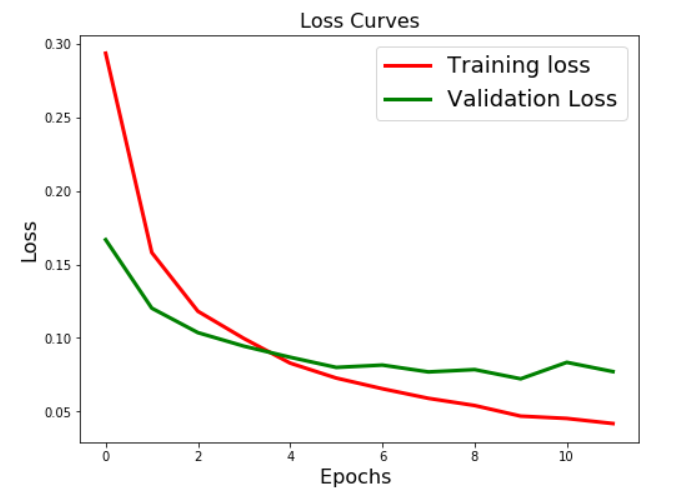 Loss Curves
Training loss
Validation Loss
0.30
0.25
0.20
0.15
0.10
0.05
Loss
0 2 4 6 8 10
Epochs